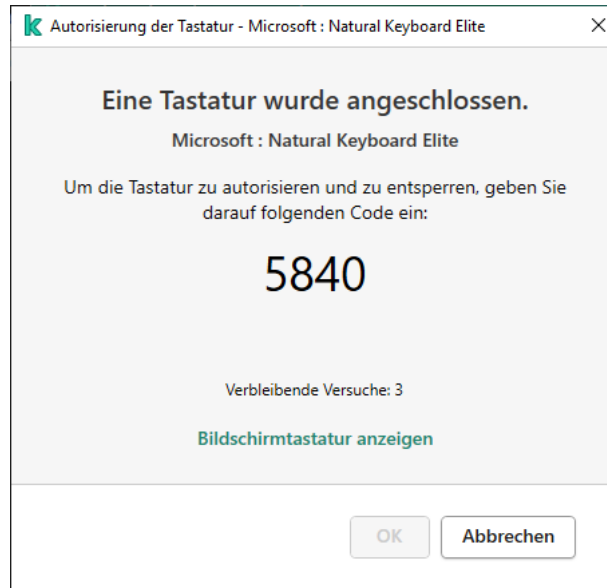 Autorisierung der Tastatur - Microsoft : Natural Keyboard Elite
Eine Tastatur wurde angeschlossen.
Microsoft : Natural Keyboard Elite
Um die Tastatur zu autorisieren und zu entsperren, geben Sie
darauf folgenden Code ein:
5840
Verbleibende Versuche: 3
Bildschirmtastatur anzeigen
OK
Abbrechen